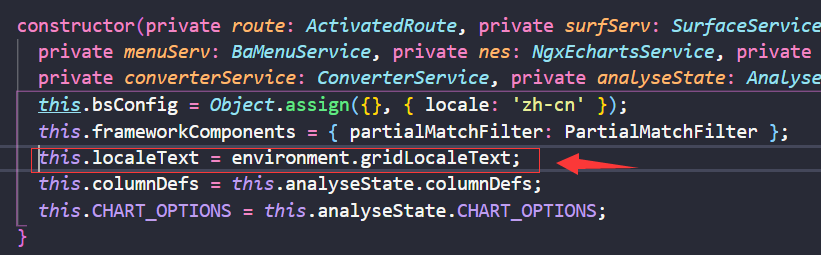 constructor(private route: ActivatedRoute, private surfServ: SurfaceService
private menuServ: BaMenuService, private nes: NgxEchartsService, private
private converterService: ConverterService, private analyseState: Analyse
this.bsConfig = Object.assign({}, { locale: 'zh-cn' });
this.frameworkComponents = { partialMatchFilter: PartialMatchFilter };
this.localeText = environment.gridLocaleText;
this.columnDefs = this.analyseState.columnDefs;
this.CHART_OPTIONS = this.analyseState.CHART_OPTIONS;
}